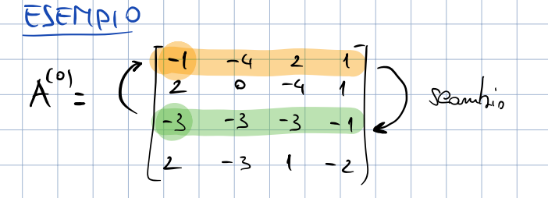 ESEMPIO
-1 -4 2 1
2 0 -4 1
A⁽⁰⁾ = scambio
-3 -3 -3 -1
2 -3 1 -2